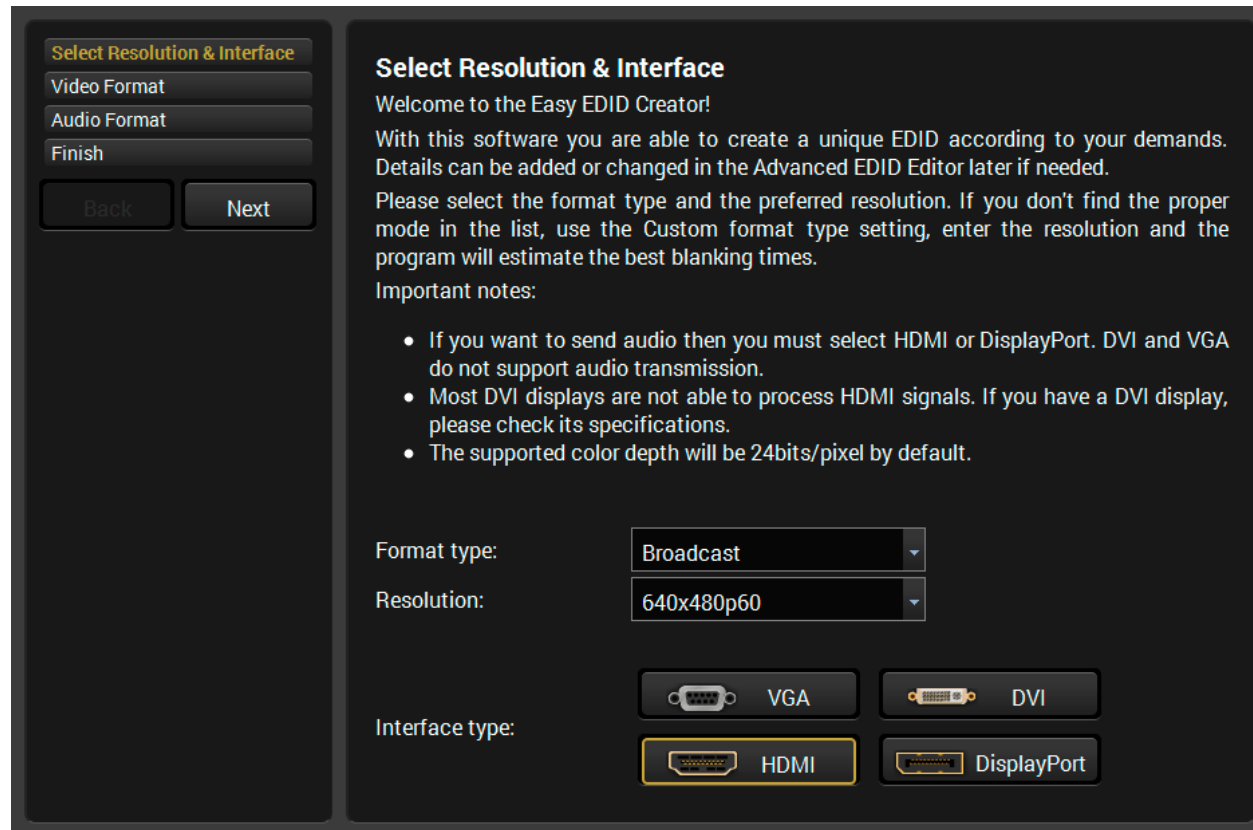 Select Resolution & Interface
Video Format
Audio Format
Finish
Back
Next
Select Resolution & Interface
Welcome to the Easy EDID Creator!
With this software you are able to create a unique EDID according to your demands.
Details can be added or changed in the Advanced EDID Editor later if needed.
Please select the format type and the preferred resolution. If you don't find the proper
mode in the list, use the Custom format type setting, enter the resolution and the
program will estimate the best blanking times.
Important notes:
If you want to send audio then you must select HDMI or DisplayPort. DVI and VGA
do not support audio transmission.
Most DVI displays are not able to process HDMI signals. If you have a DVI display,
please check its specifications.
The supported color depth will be 24bits/pixel by default.
Format type:
Broadcast
Resolution:
640x480p60
Interface type:
VGA
DVI
HDMI
DisplayPort